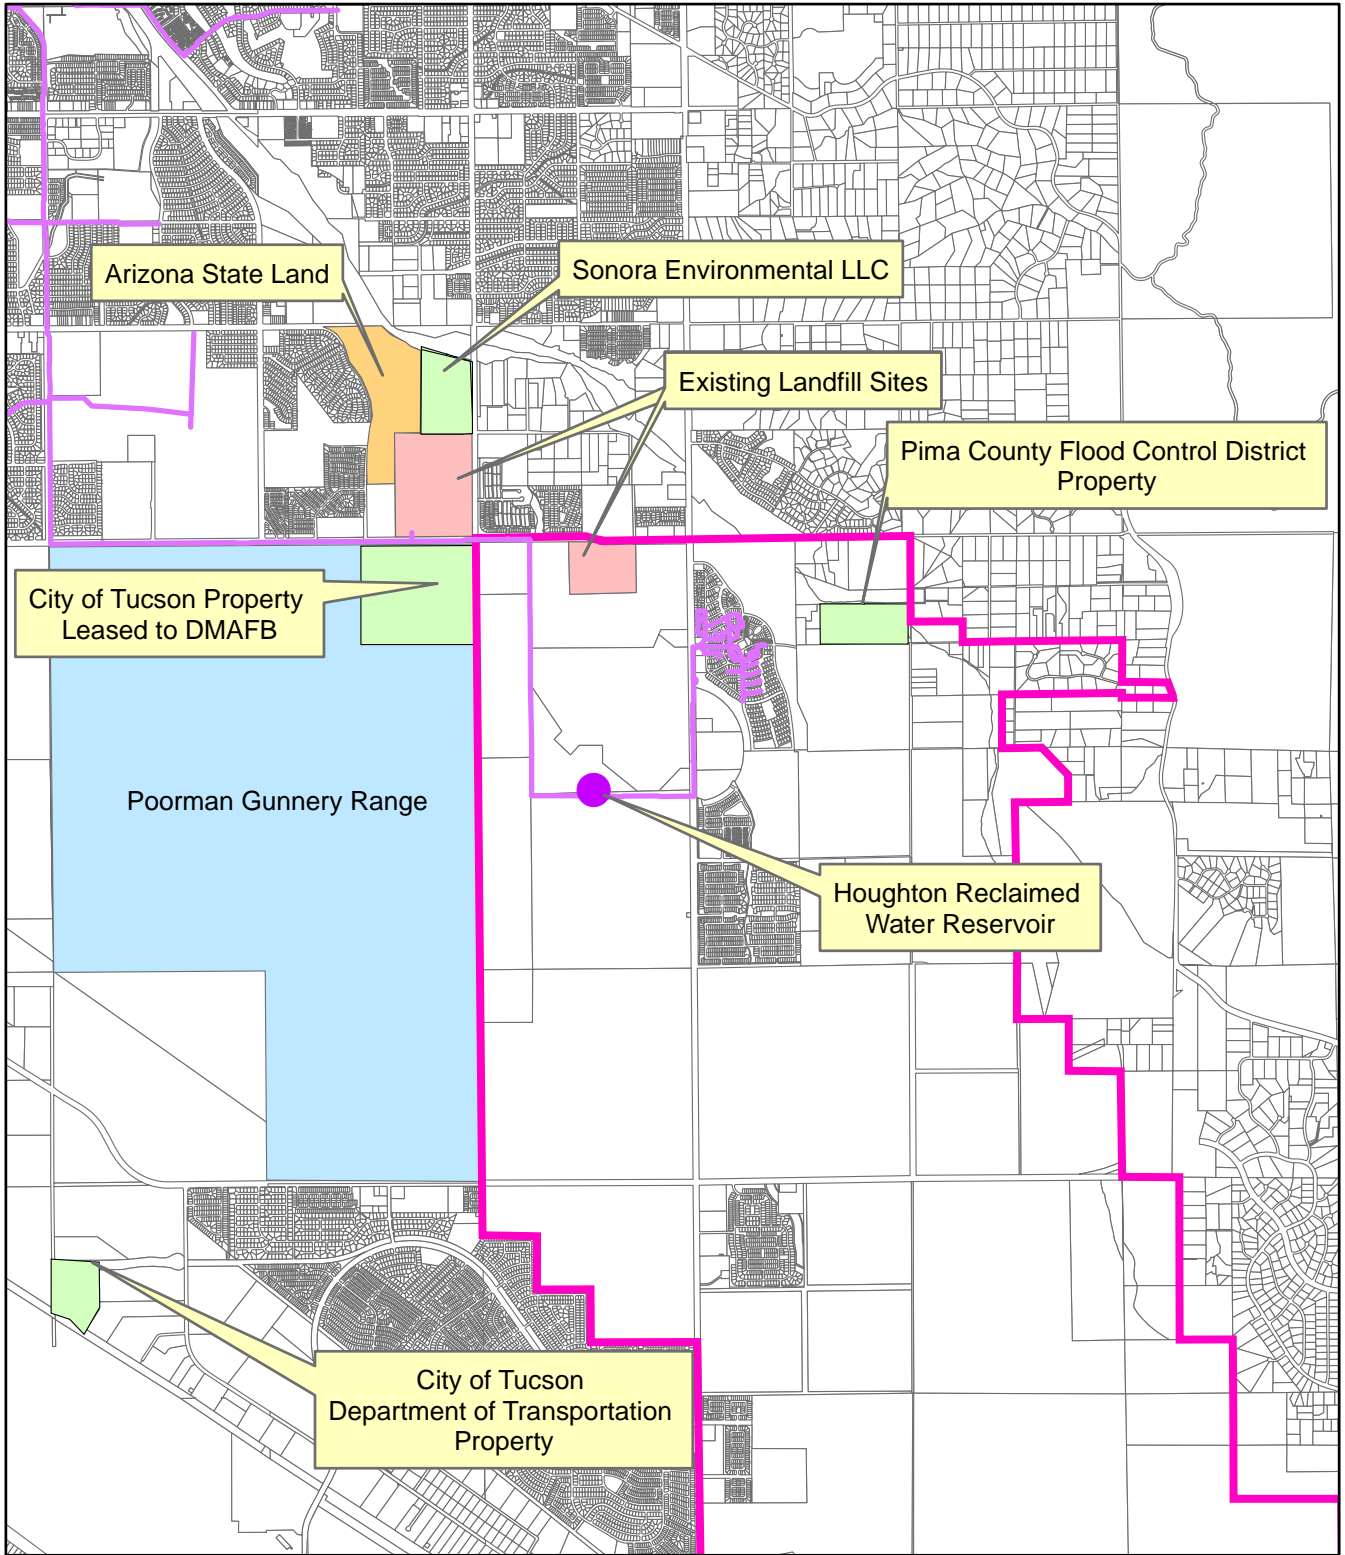 Arizona State Land
Sonora Environmental LLC
Existing Landfill Sites
Pima County Flood Control District
Property
City of Tucson Property
Leased to DMAFB
Poorman Gunnery Range
Houghton Reclaimed
Water Reservoir
City of Tucson
Department of Transportation
Property